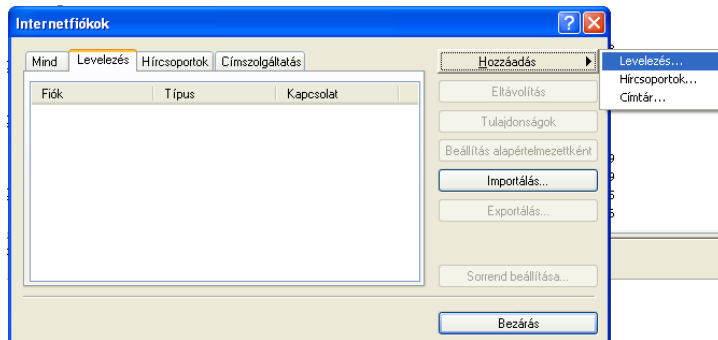 Internetfiókok
Mind Levelezés Hírcsoportok Címszolgáltatás
Fiók Típus Kapcsolat
Hozzáadás
Levelezés...
Hírcsoportok...
Címtár...
Eltávolítás
Tulajdonságok
Beállítás alapértelmezettként
Importálás...
Exportálás...
Sorrend beállítása...
Bezárás